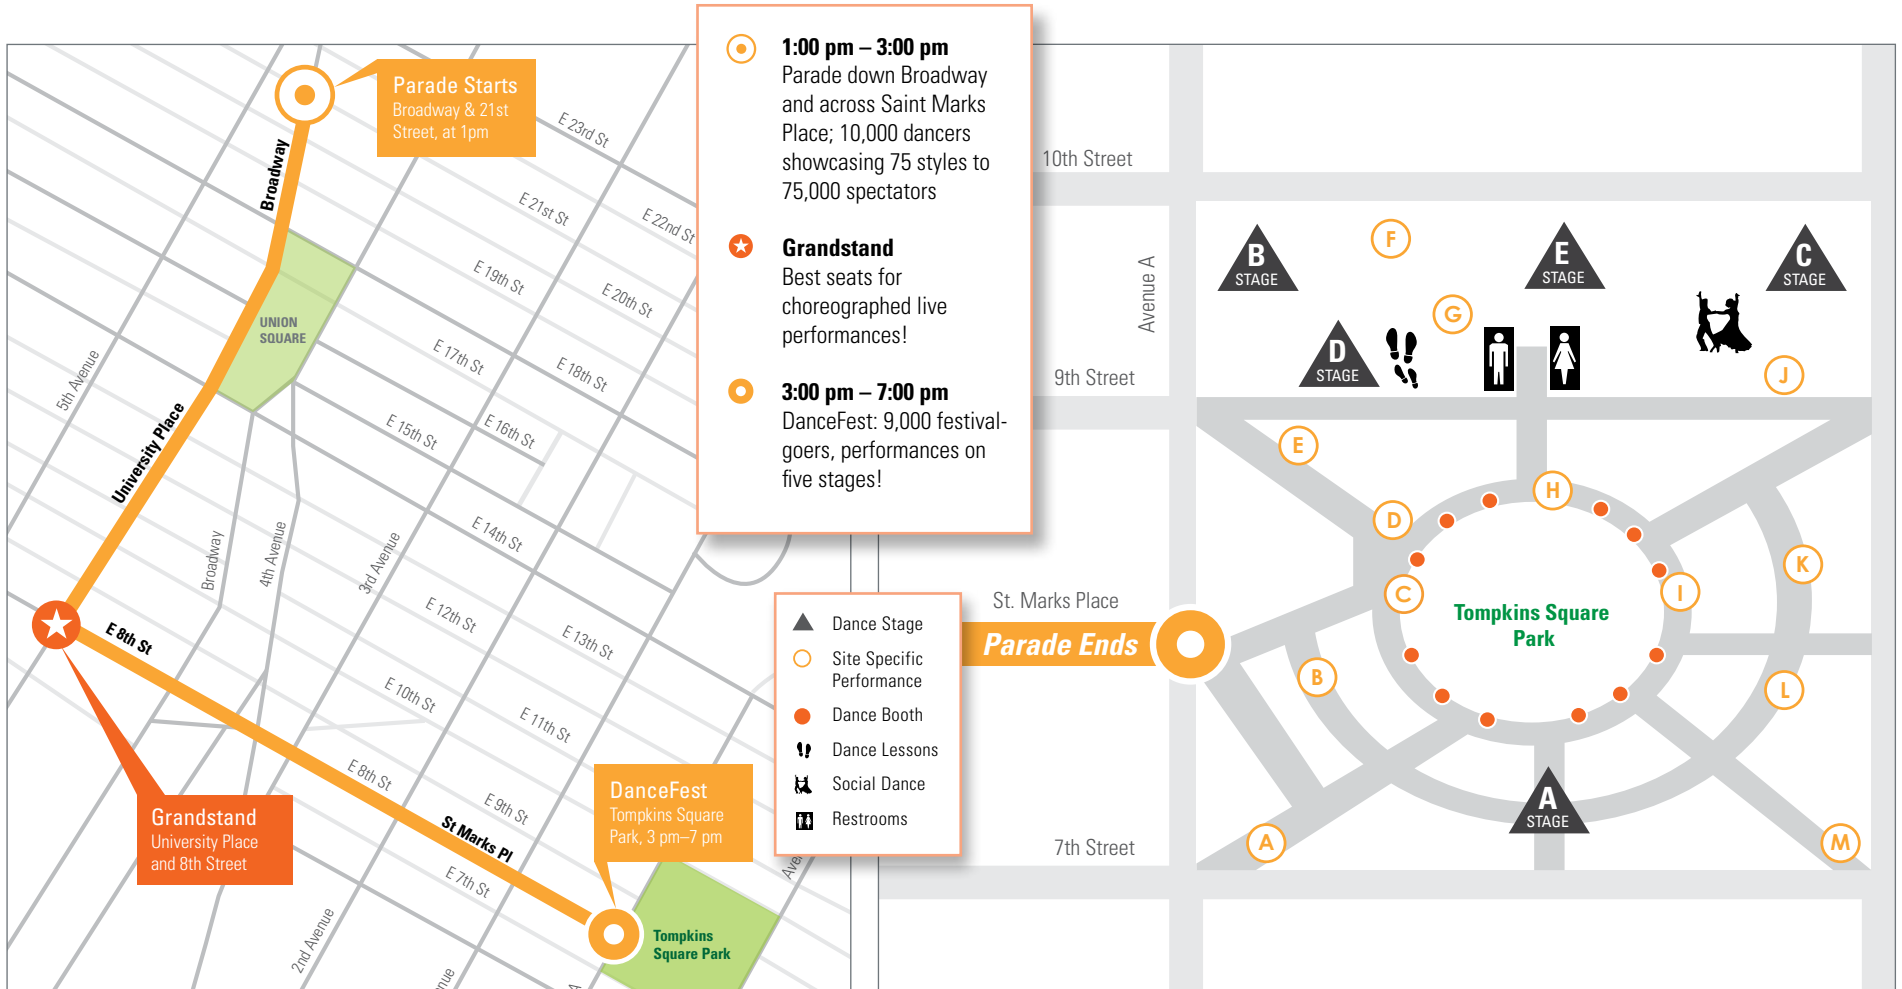 1:00 pm – 3:00 pm
Parade down Broadway
and across Saint Marks
Place; 10,000 dancers
showcasing 75 styles to
75,000 spectators
Grandstand
Best seats for
choreographed live
performances!
3:00 pm – 7:00 pm
DanceFest: 9,000 festival-
goers, performances on
five stages!
Parade Starts
Broadway & 21st
Street, at 1pm
Broadway
E 23rd St
E 22nd St
E 21st St
E 20th St
E 19th St
E 18th St
E 17th St
E 16th St
E 15th St
E 14th St
E 13th St
E 12th St
E 11th St
E 10th St
E 9th St
E 8th St
E 7th St
UNION
SQUARE
5th Avenue
University Place
Broadway
4th Avenue
3rd Avenue
2nd Avenue
E 8th St
St Marks Pl
Grandstand
University Place
and 8th Street
DanceFest
Tompkins Square
Park, 3 pm–7 pm
Tompkins
Square Park
Dance Stage
Site Specific
Performance
Dance Booth
Dance Lessons
Social Dance
Restrooms
10th Street
Avenue A
9th Street
St. Marks Place
Parade Ends
7th Street
B
STAGE
F
E
STAGE
C
STAGE
G
D
STAGE
J
E
D
H
C
I
K
Tompkins Square
Park
B
L
A
STAGE
A
M